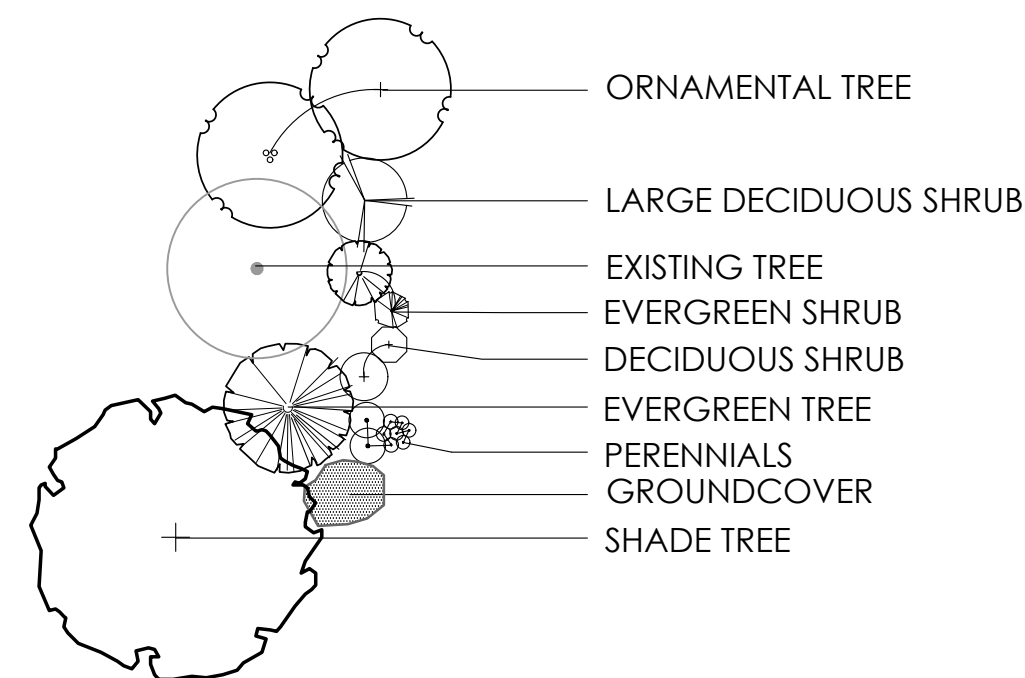 ORNAMENTAL TREE
LARGE DECIDUOUS SHRUB
EXISTING TREE
EVERGREEN SHRUB
DECIDUOUS SHRUB
EVERGREEN TREE
PERENNIALS
GROUNDCOVER
SHADE TREE